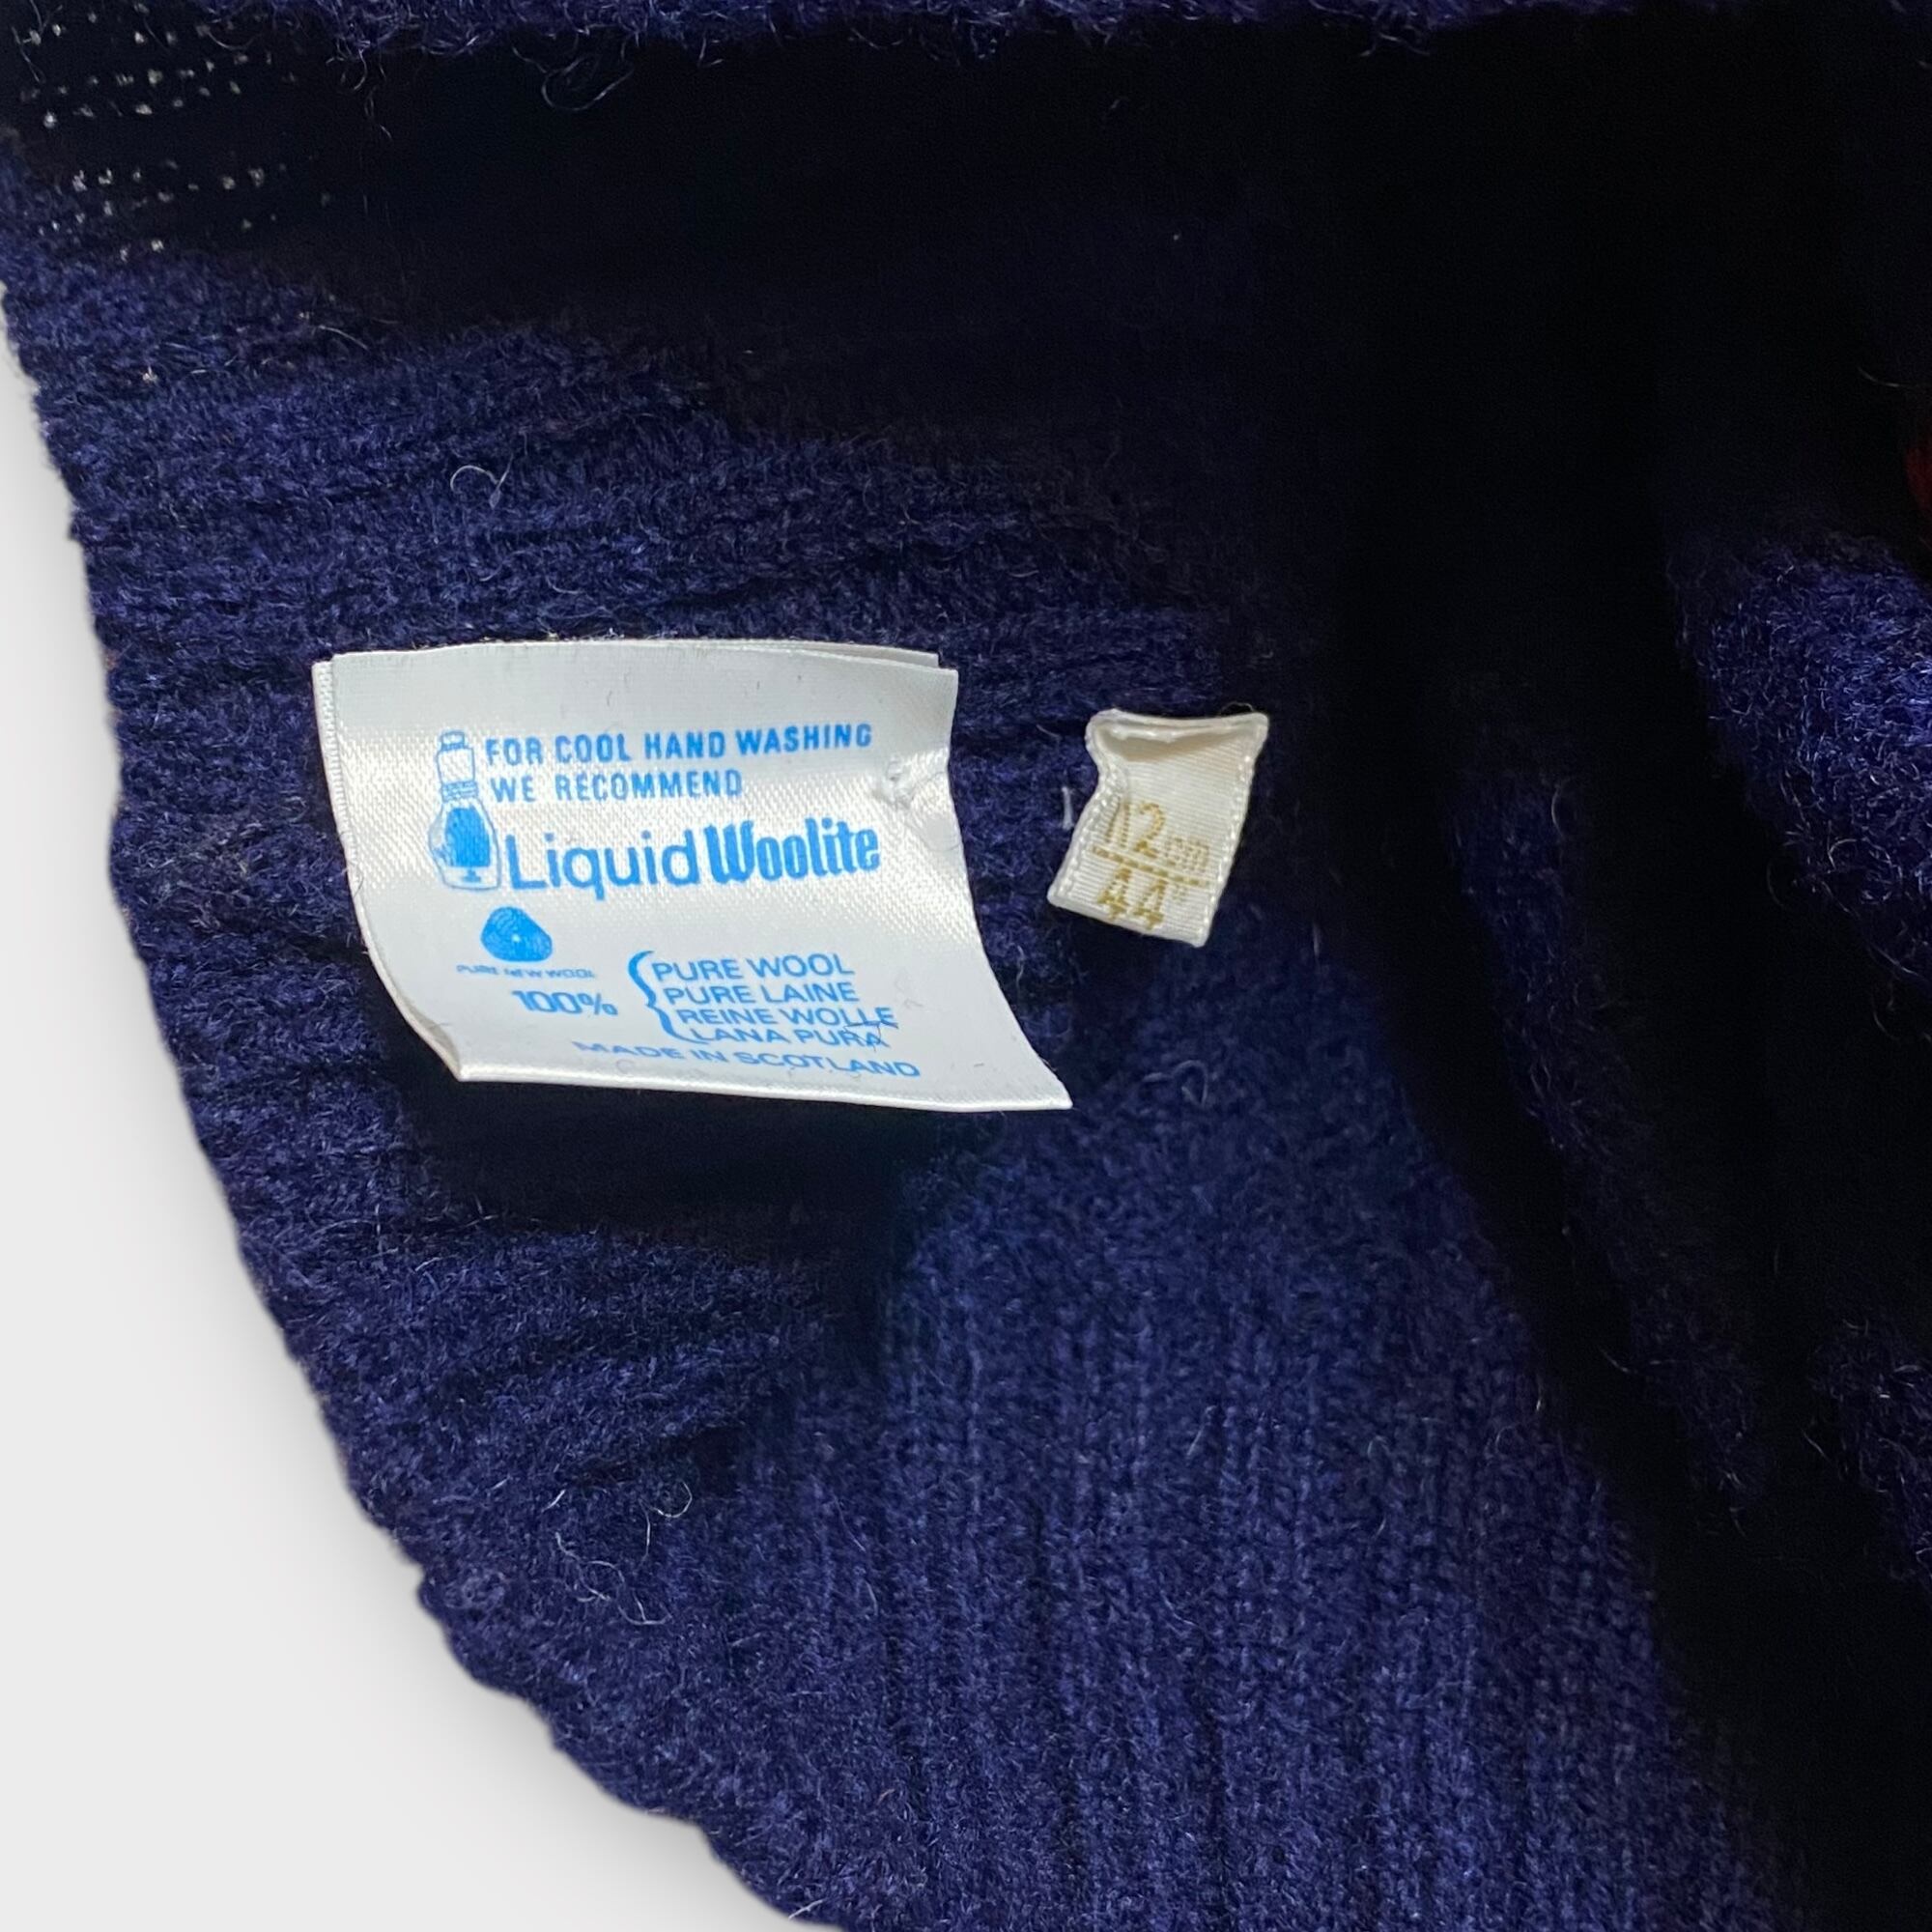 FOR COOL HAND WASHING
WE RECOMMEND
Liquid Woolite
PURE NEW WOOL
100%
PURE WOOL
PURE LAINE
REINE WOLLE
LANA PURA
MADE IN SCOTLAND
112cm
44"